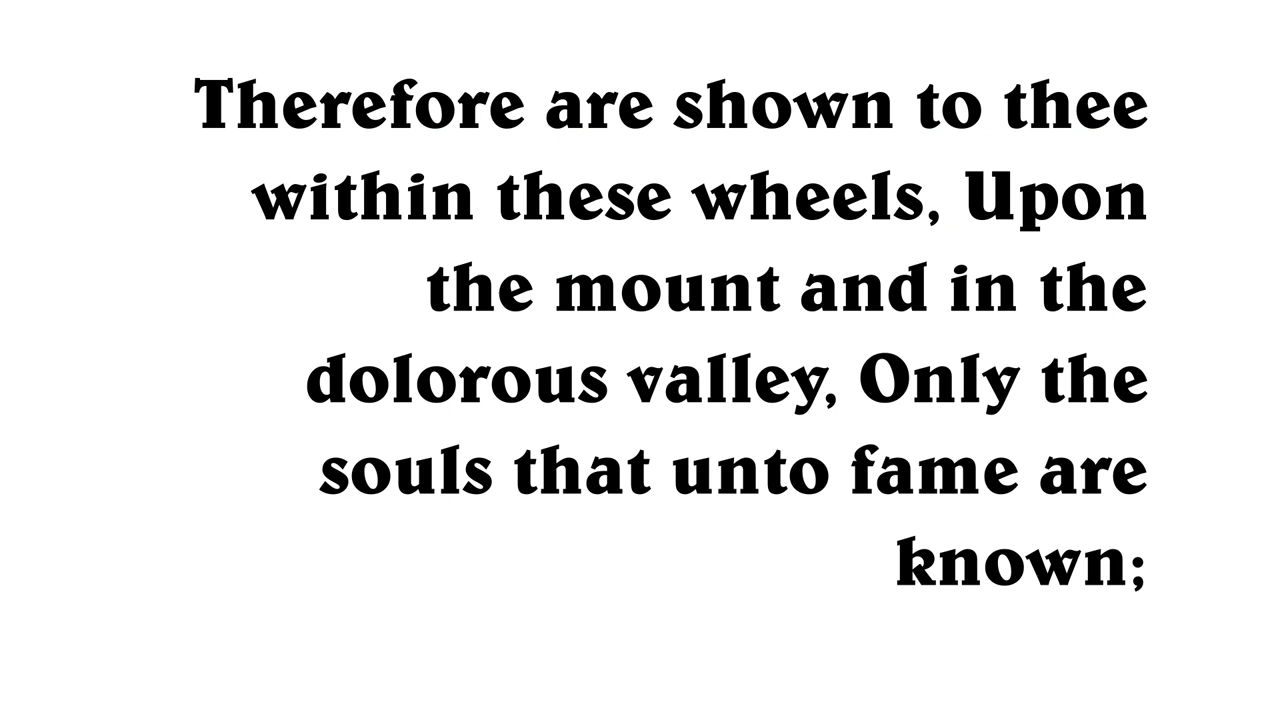 Therefore are shown to thee
within these wheels, Upon
the mount and in the
dolorous valley, Only the
souls that unto fame are
known;